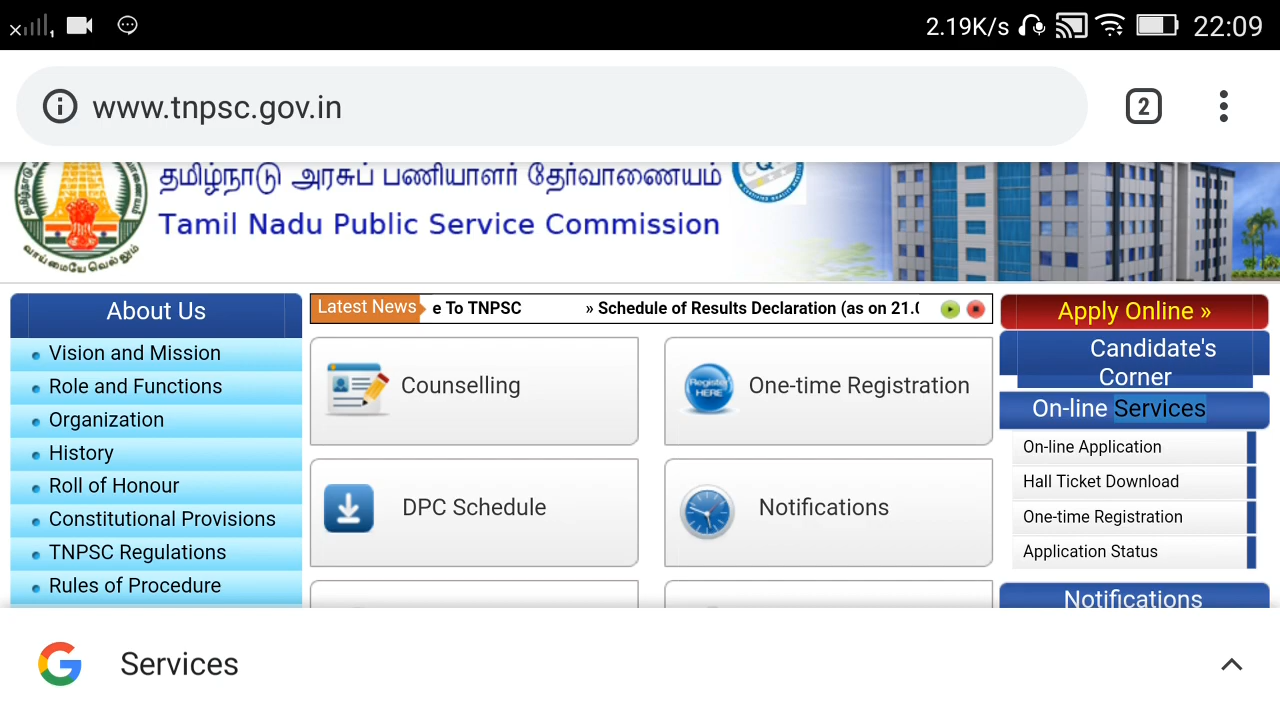 2.19K/s 22:09
www.tnpsc.gov.in
2
தமிழ்நாடு அரசுப் பணியாளர் தேர்வாணையம்
Tamil Nadu Public Service Commission
வாய்மையே வெல்லும்
About Us
Vision and Mission
Role and Functions
Organization
History
Roll of Honour
Constitutional Provisions
TNPSC Regulations
Rules of Procedure
Latest News
e To TNPSC » Schedule of Results Declaration (as on 21.0
Counselling
Register HERE
One-time Registration
DPC Schedule
Notifications
Apply Online »
Candidate's
Corner
On-line Services
On-line Application
Hall Ticket Download
One-time Registration
Application Status
Notifications
Services